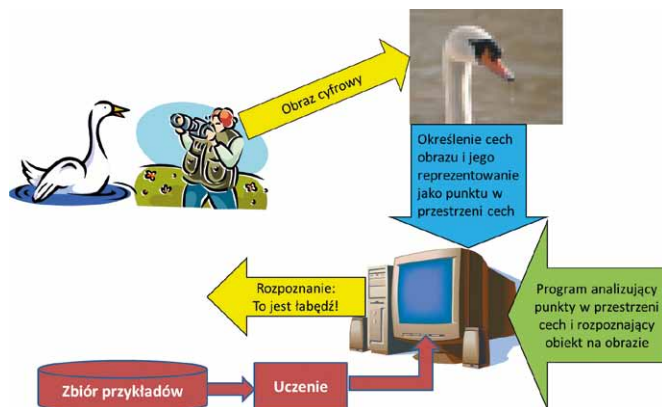 Obraz cyfrowy
Określenie cech
obrazu i jego
reprezentowanie
jako punktu w
przestrzeni cech
Rozpoznanie:
To jest łabędź!
Program analizujący
punkty w przestrzeni
cech i rozpoznający
obiekt na obrazie
Zbiór przykładów
Uczenie